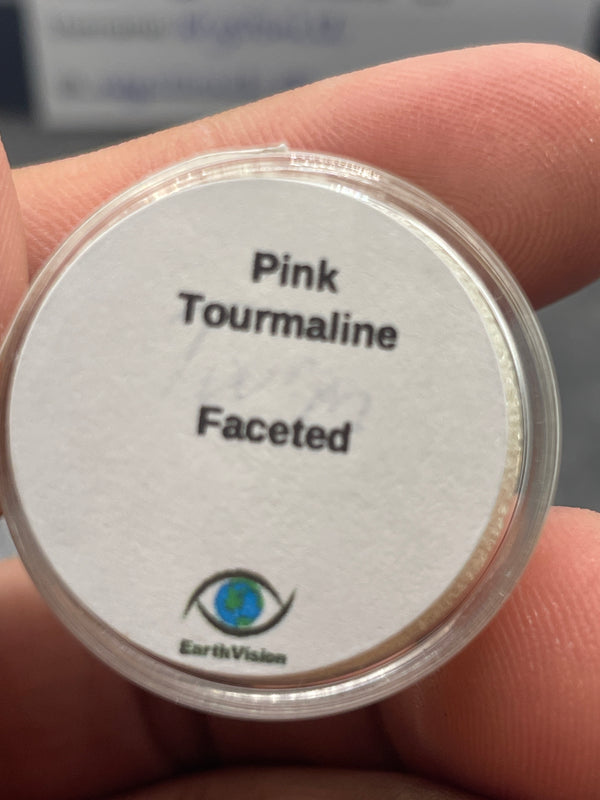 Pink
Tourmaline
Faceted
EarthVision